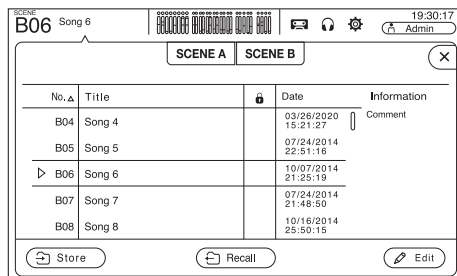 SCENE
B06 Song 6
19:30:17
Admin
SCENE A SCENE B
No. Title Date Information
B04 Song 4 03/26/2020 Comment
15:21:27
B05 Song 5 07/24/2014
22:51:16
B06 Song 6 10/07/2014
21:25:19
B07 Song 7 07/24/2014
21:48:50
B08 Song 8 10/16/2014
25:50:15
Store Recall Edit